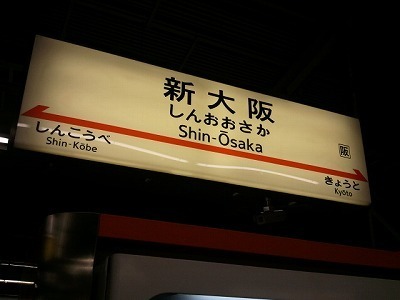 新大阪
しんおおさか
Shin-Ōsaka
阪
しんこうべ
Shin-Kōbe
きょうと
Kyōto